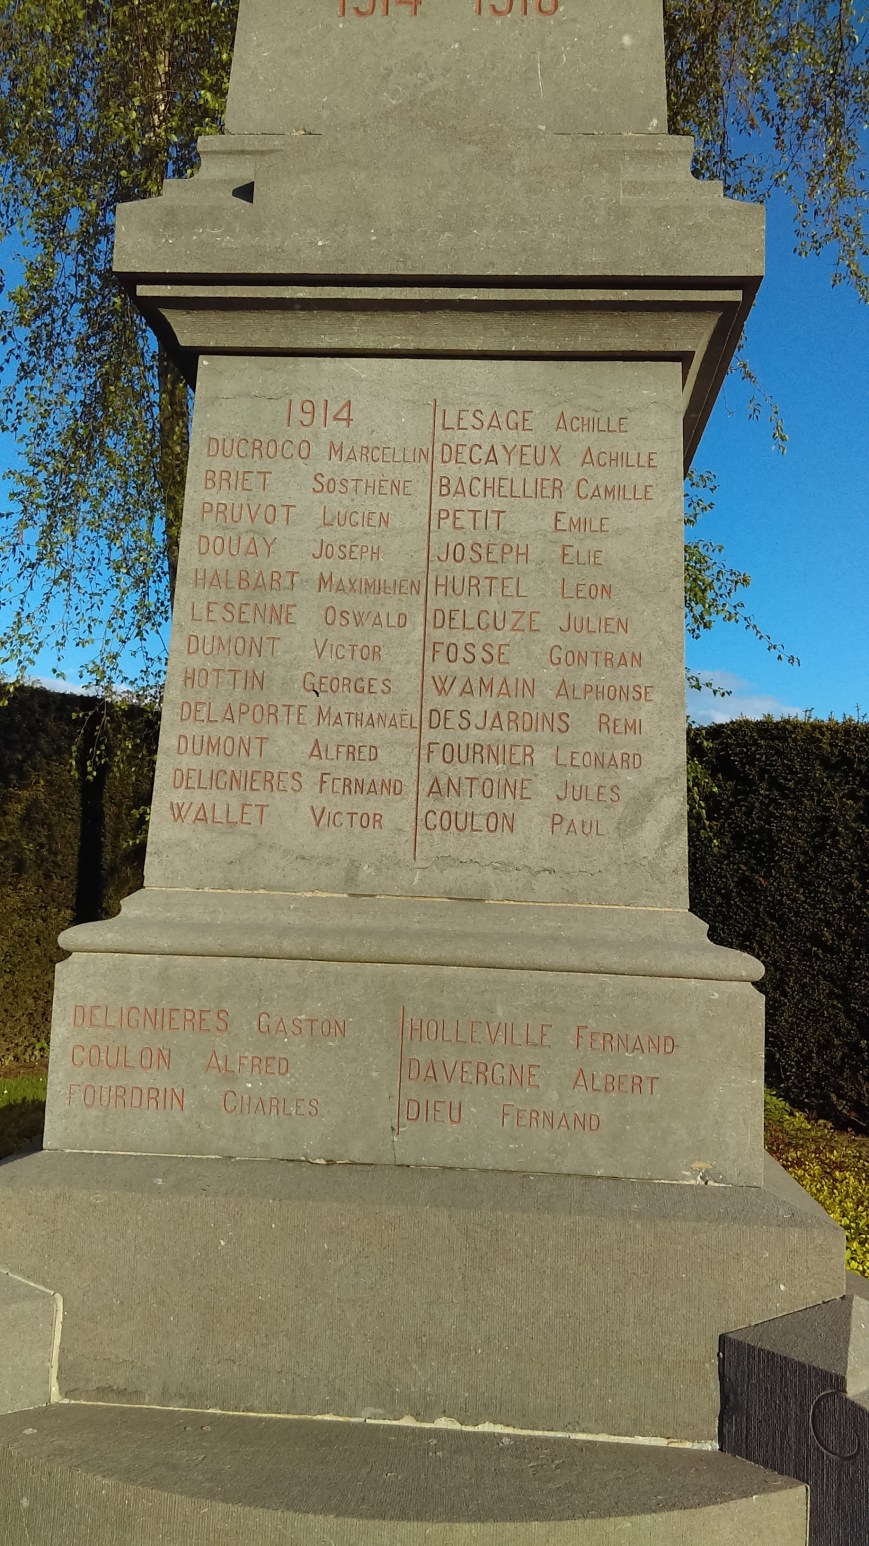 1914 1918
1914
DUCROCQ MARCELLIN
BRIET SOSTHÈNE
PRUVOT LUCIEN
DOUAY JOSEPH
HALBART MAXIMILIEN
LESENNE OSWALD
DUMONT VICTOR
HOTTIN GEORGES
DELAPORTE MATHANAËL
DUMONT ALFRED
DELIGNIERES FERNAND
WALLET VICTOR
LESAGE ACHILLE
DECAYEUX ACHILLE
BACHELLIER CAMILLE
PETIT EMILE
JOSEPH ELIE
HURTEL LÉON
DELCUZE JULIEN
FOSSE GONTRAN
WAMAIN ALPHONSE
DESJARDINS REMI
FOURNIER LEONARD
ANTOINE JULES
COULON PAUL
DELIGNIERES GASTON
COULON ALFRED
FOURDRIN CHARLES
HOLLEVILLE FERNAND
DAVERGNE ALBERT
DIEU FERNAND